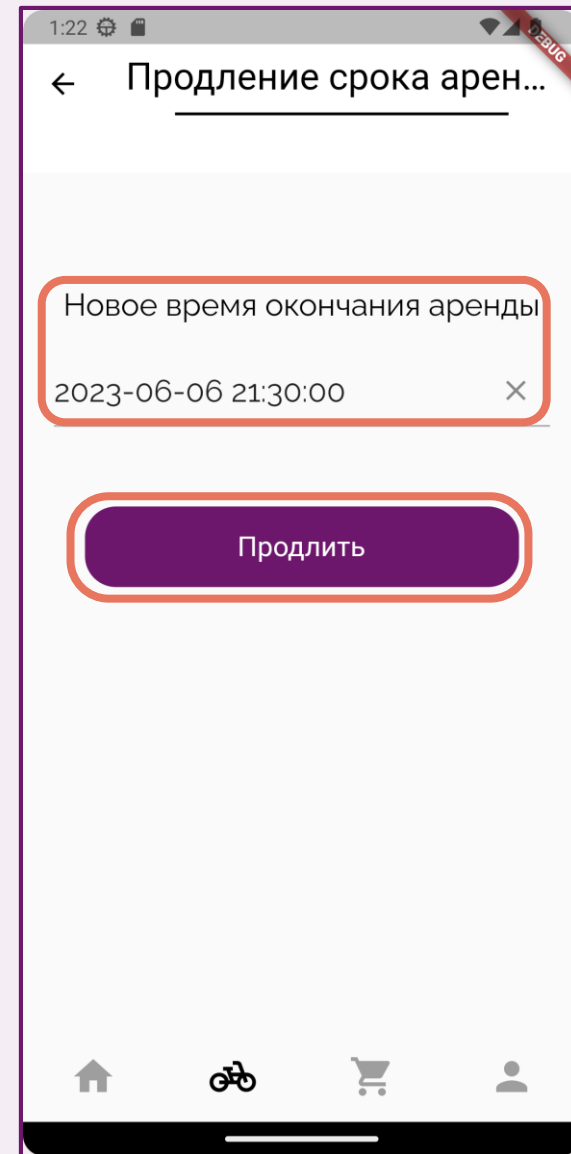 1:22
DEBUG
Продление срока арен...
Новое время окончания аренды
2023-06-06 21:30:00
Продлить